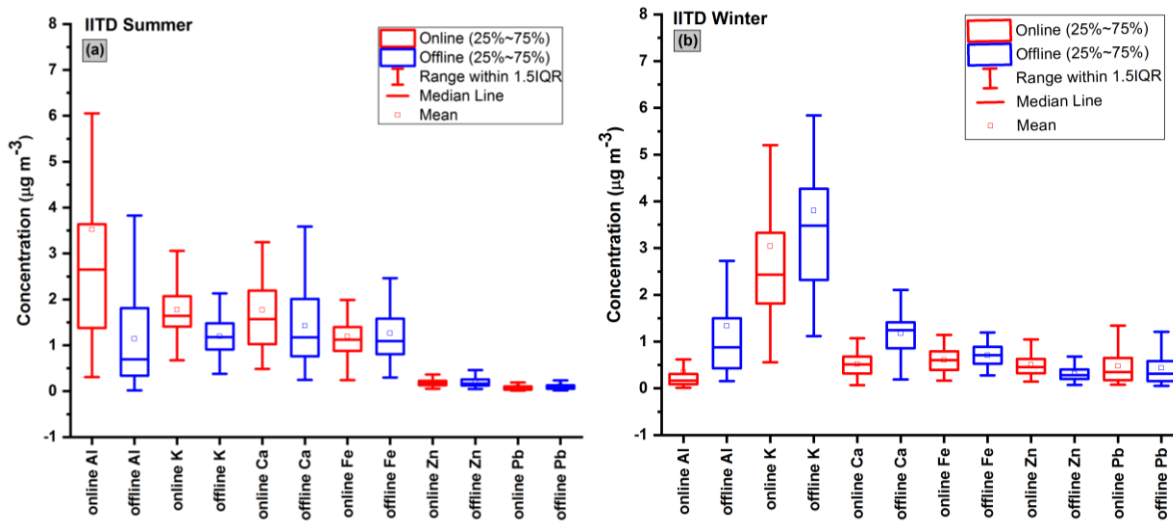 IITD Summer
(a)
Online (25%~75%)
Offline (25%~75%)
Range within 1.5IQR
Median Line
Mean
Concentration (µg m-3)
8
7
6
5
4
3
2
1
0
-1
online Al
offline Al
online K
offline K
online Ca
offline Ca
online Fe
offline Fe
online Zn
offline Zn
online Pb
offline Pb
IITD Winter
(b)
Online (25%~75%)
Offline (25%~75%)
Range within 1.5IQR
Median Line
Mean
Concentration (µg m-3)
8
7
6
5
4
3
2
1
0
-1
online Al
offline Al
online K
offline K
online Ca
offline Ca
online Fe
offline Fe
online Zn
offline Zn
online Pb
offline Pb